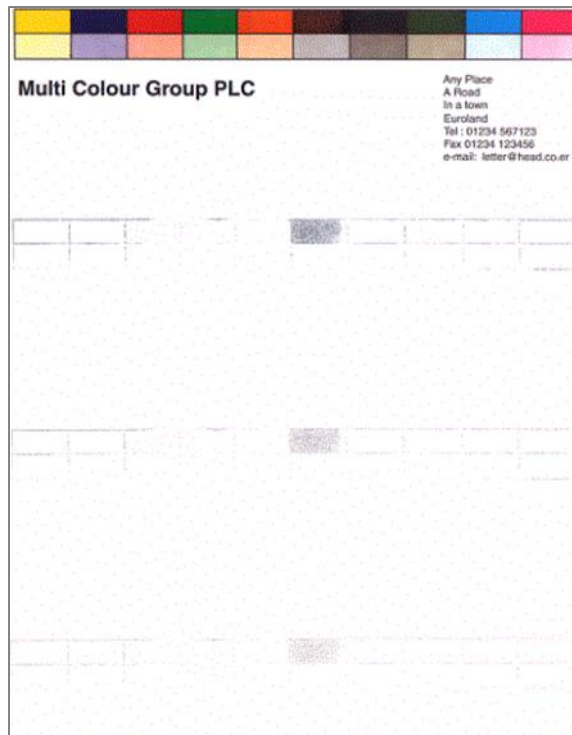 Multi Colour Group PLC
Any Place
A Road
In a town
Euroland
Tel : 01234 567123
Fax 01234 123456
e-mail: letter@head.co.er